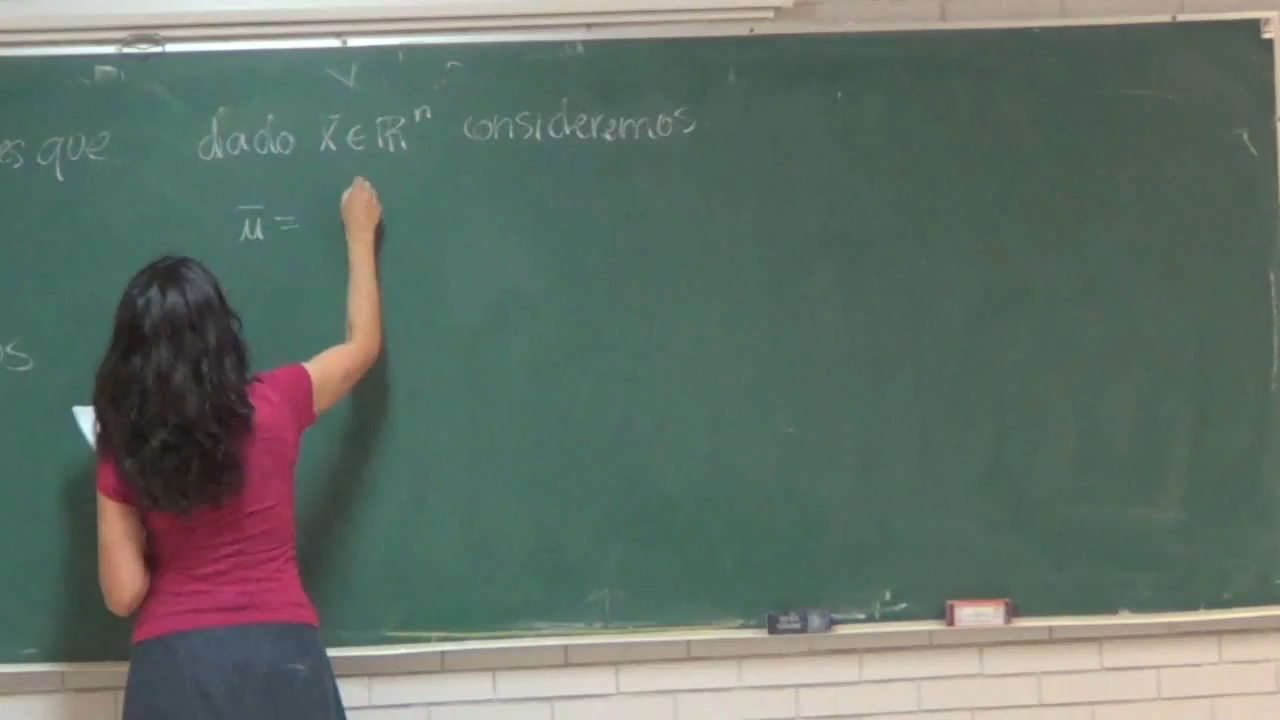 es que dado x̄ ∈ ℝⁿ consideremos
ū =
os